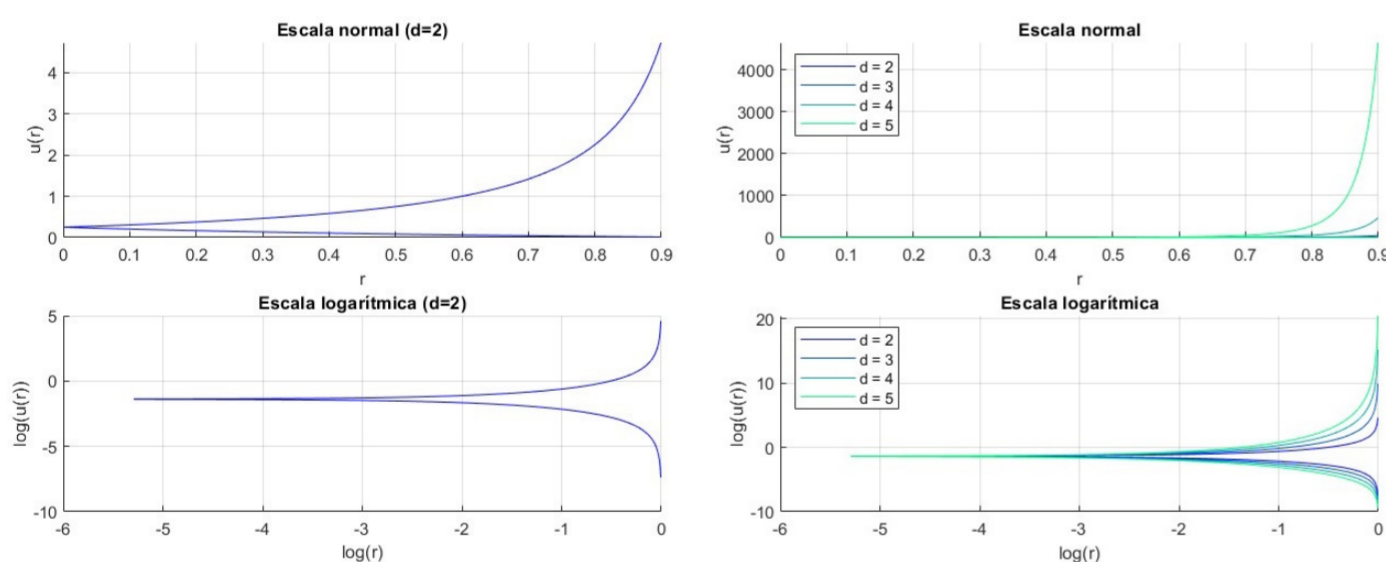 Escala normal (d=2)
u(r)
4
3
2
1
0
0 0.1 0.2 0.3 0.4 0.5 0.6 0.7 0.8 0.9
r
Escala normal
u(r)
4000
3000
2000
1000
0
0 0.1 0.2 0.3 0.4 0.5 0.6 0.7 0.8 0.9
r
d = 2
d = 3
d = 4
d = 5
Escala logarítmica (d=2)
log(u(r))
5
0
-5
-10
-6 -5 -4 -3 -2 -1 0
log(r)
Escala logarítmica
log(u(r))
20
10
0
-10
-6 -5 -4 -3 -2 -1 0
log(r)
d = 2
d = 3
d = 4
d = 5